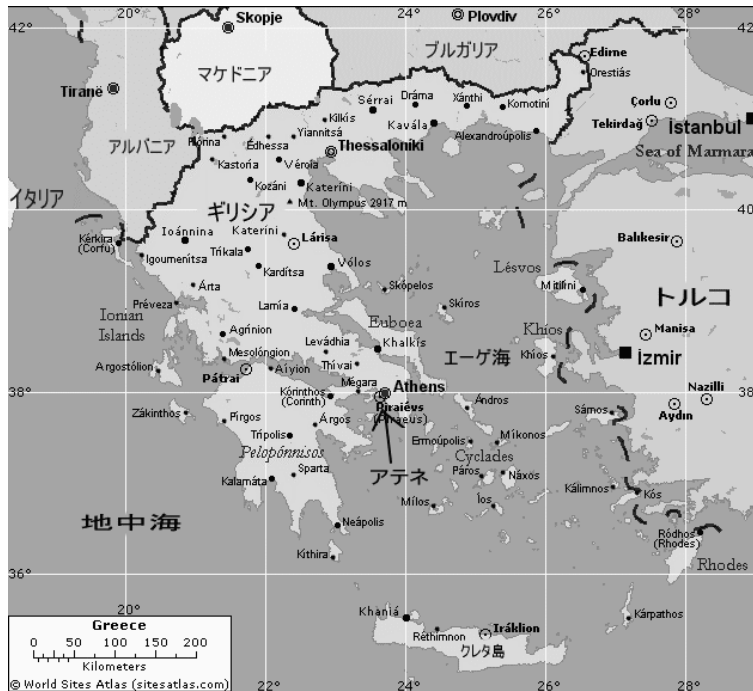 20°
24°
26°
28°
42°
Skopje
Plovdiv
ブルガリア
Edirne
マケドニア
Orestiás
Tiranë
Sérrai
Dráma
Xánthi
Komotiní
Çorlu
Kilkís
Kavála
Tekirdağ
İstanbul
アルバニア
Flórina
Édhessa
Yiannitsá
Alexandroúpolis
Thessaloníki
Sea of Marmara
Kastoría
Véroia
イタリア
Kozáni
Kateríni
ギリシア
Mt. Olympus 2917 m
40°
40°
Kérkira
(Corfu)
Ioánnina
Kateríni
Lárisa
Balıkesir
Igoumenítsa
Tríkala
Kardítsa
Vólos
Lésvos
Árta
Skópelos
Mitilíni
トルコ
Préveza
Lamía
Skíros
Ionian
Islands
Euboea
Agrínion
Levádhia
Khalkís
Khíos
Manisa
Mesolóngion
エーゲ海
Khíos
İzmir
Argostólion
Pátrai
Aíyion
Thívai
Mégara
38°
38°
Athens
Nazilli
Kórinthos
(Corinth)
Piraiévs
(Piraeus)
Ándros
Sámos
Aydın
Zákinthos
Pírgos
Árgos
Trípolis
Ermoúpolis
Míkonos
Pelopónnisos
Cyclades
Sparta
アテネ
Páros
Náxos
Kalamáta
Kálimnos
Kós
Mílos
Íos
地中海
Neápolis
Ródhos
(Rhodes)
Kíthira
Rhodes
36°
36°
20°
Khaniá
Kárpathos
Greece
Réthimnon
Iráklion
0 50 100 150 200
Kilometers
クレタ島
© World Sites Atlas (sitesatlas.com)
22°
24°
26°
28°